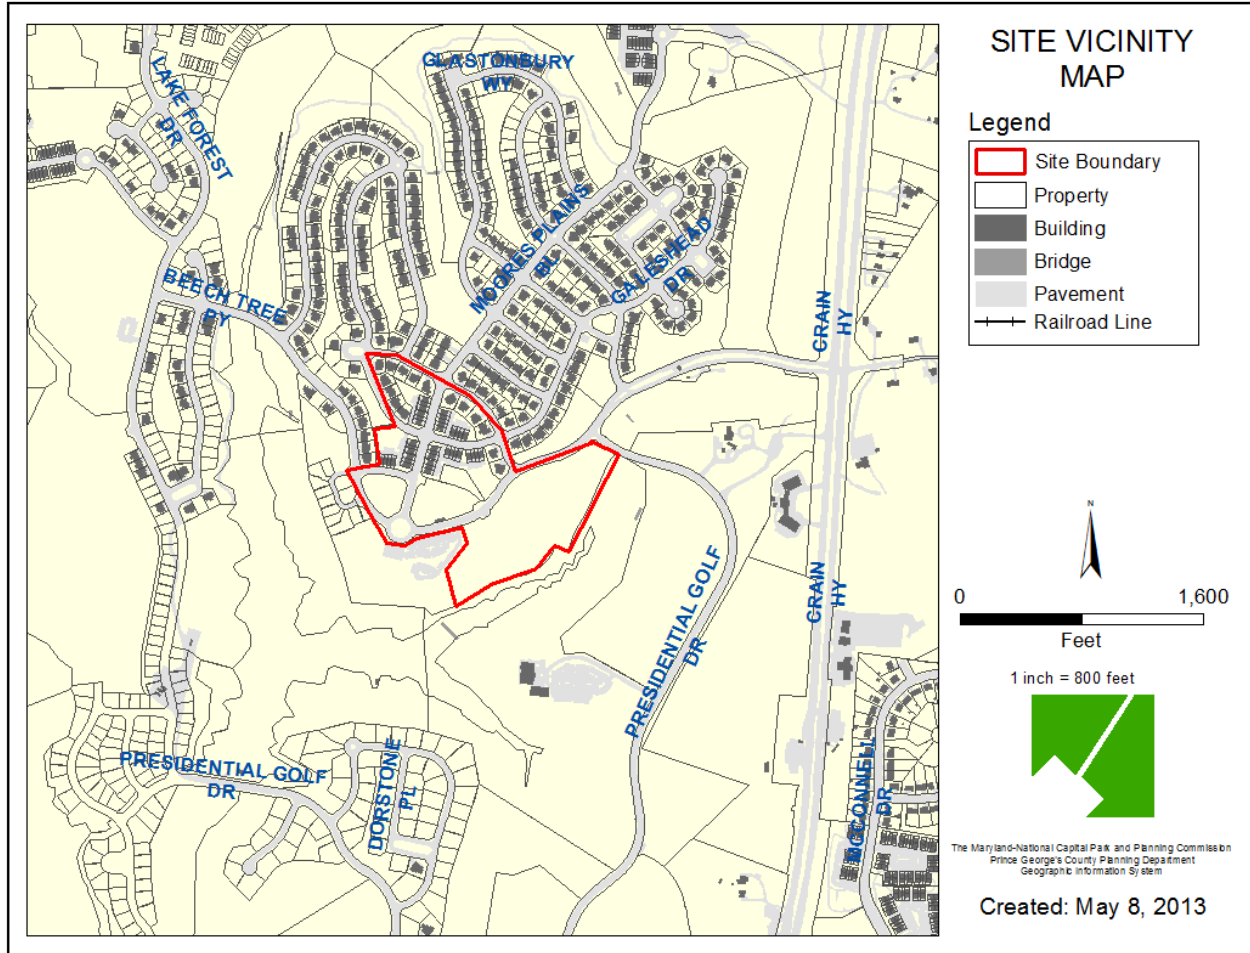 GLASTONBURY
WY
LAKE FOREST
DR
MOORES PLAINS
BL
GALESHEAD
DR
BEECH TREE
PY
CRAIN
HY
CRAIN
HY
PRESIDENTIAL GOLF
DR
PRESIDENTIAL GOLF
DR
DORSTONE
PL
MCCONNELL
DR
SITE VICINITY
MAP
Legend
Site Boundary
Property
Building
Bridge
Pavement
Railroad Line
N
0 1,600
Feet
1 inch = 800 feet
The Maryland-National Capital Park and Planning Commission
Prince George's County Planning Department
Geographic Information System
Created: May 8, 2013